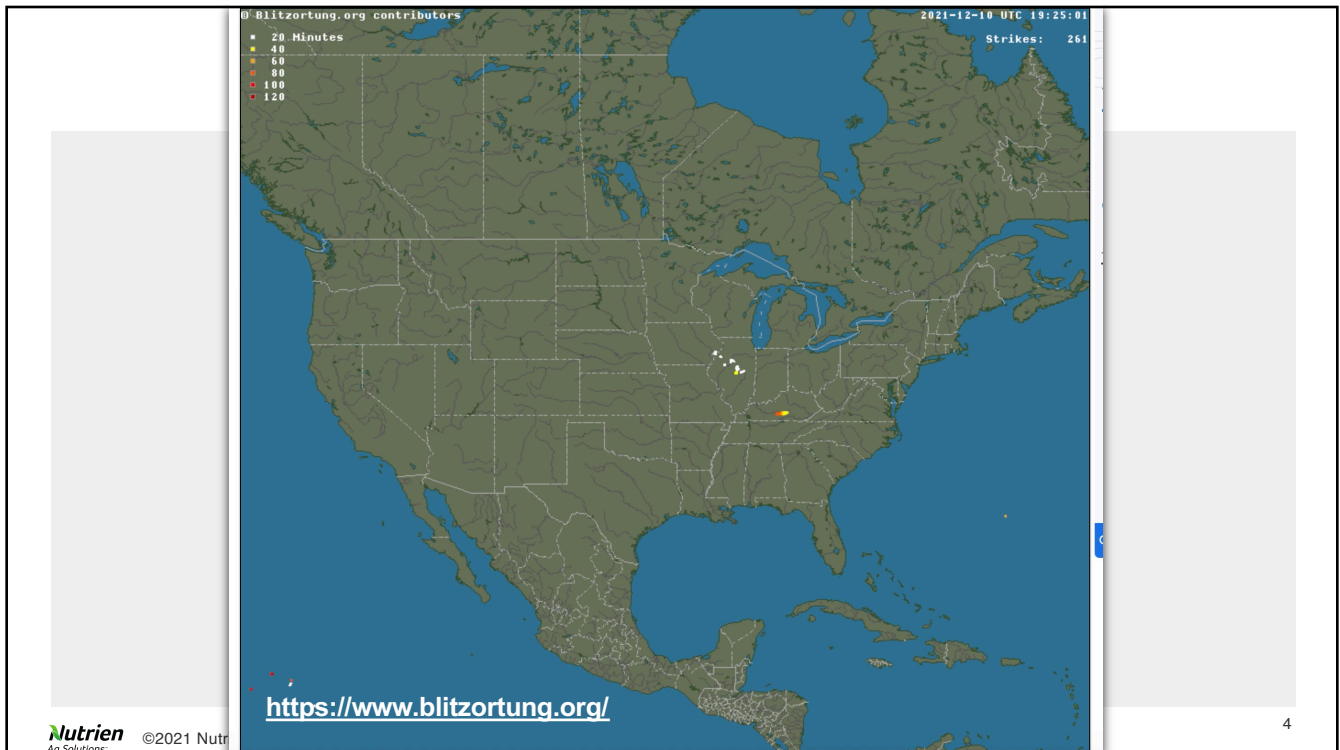 © Blitzortung.org contributors
2021-12-10 UTC 19:25:01
20 Minutes
Strikes: 261
40
60
80
100
120
https://www.blitzortung.org/
Nutrien
Ag Solutions
©2021 Nutr
4